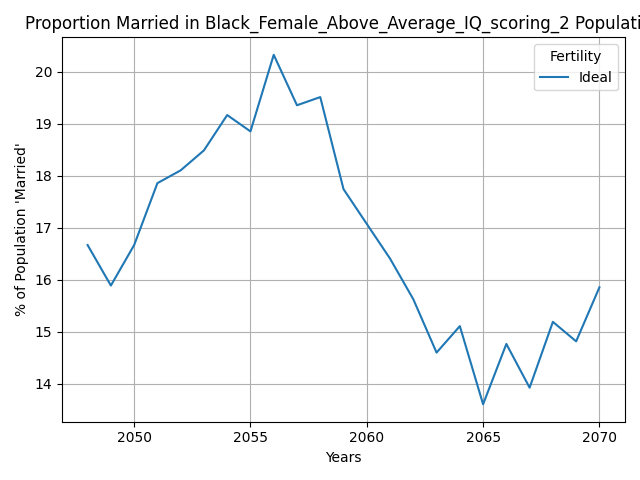 Proportion Married in Black_Female_Above_Average_IQ_scoring_2 Populati
Fertility
Ideal
% of Population 'Married'
20
19
18
17
16
15
14
2050 2055 2060 2065 2070
Years